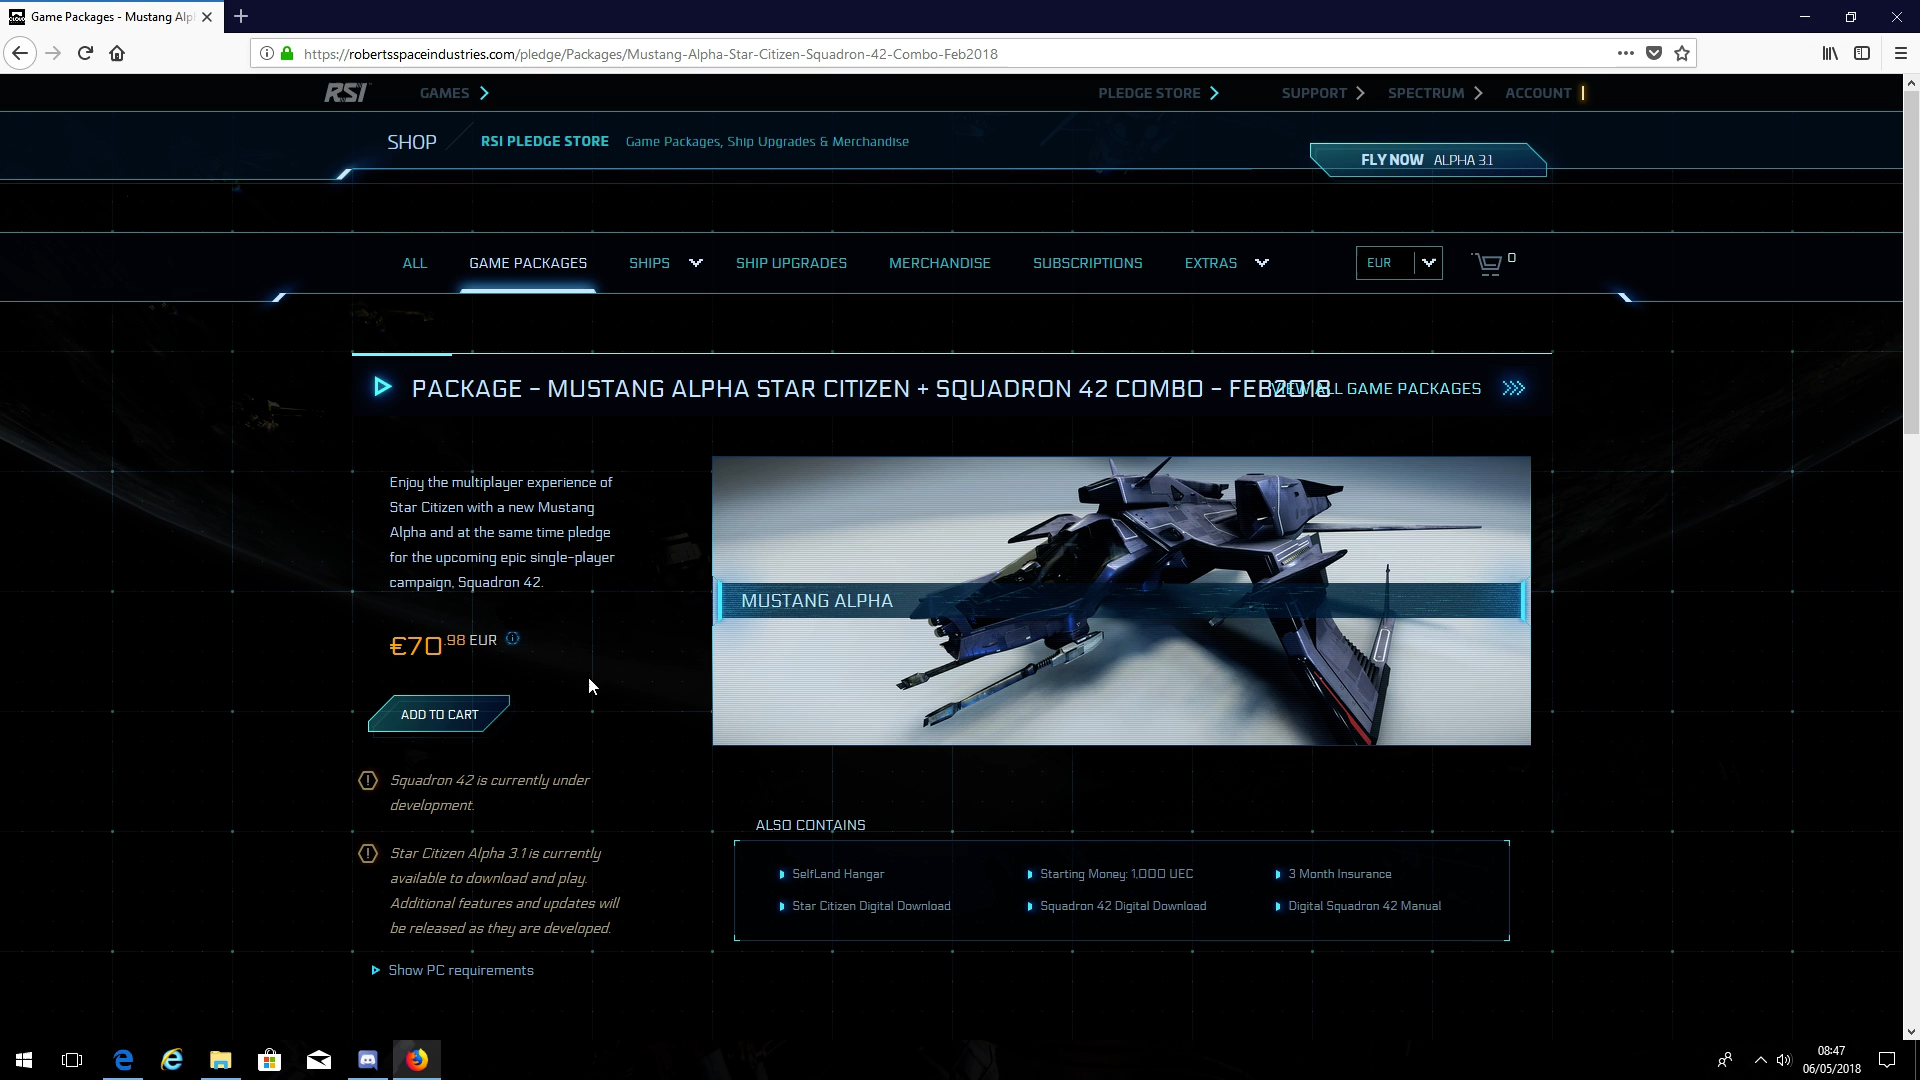 Game Packages - Mustang Alp
https://robertsspaceindustries.com/pledge/Packages/Mustang-Alpha-Star-Citizen-Squadron-42-Combo-Feb2018
RSI
GAMES
PLEDGE STORE
SUPPORT
SPECTRUM
ACCOUNT
SHOP
RSI PLEDGE STORE
Game Packages, Ship Upgrades & Merchandise
FLY NOW ALPHA 3.1
ALL
GAME PACKAGES
SHIPS
SHIP UPGRADES
MERCHANDISE
SUBSCRIPTIONS
EXTRAS
EUR
0
PACKAGE - MUSTANG ALPHA STAR CITIZEN + SQUADRON 42 COMBO - FEB2018
VIEW ALL GAME PACKAGES
Enjoy the multiplayer experience of
Star Citizen with a new Mustang
Alpha and at the same time pledge
for the upcoming epic single-player
campaign, Squadron 42.
€70.98 EUR
ADD TO CART
MUSTANG ALPHA
Squadron 42 is currently under
development.
Star Citizen Alpha 3.1 is currently
available to download and play.
Additional features and updates will
be released as they are developed.
Show PC requirements
ALSO CONTAINS
SelfLand Hangar
Starting Money: 1,000 UEC
3 Month Insurance
Star Citizen Digital Download
Squadron 42 Digital Download
Digital Squadron 42 Manual
08:47
06/05/2018